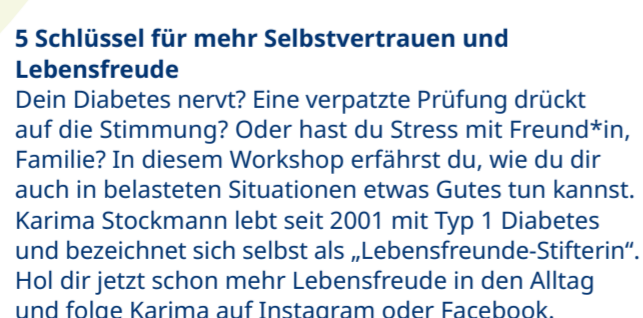 5 Schlüssel für mehr Selbstvertrauen und
Lebensfreude
Dein Diabetes nervt? Eine verpatzte Prüfung drückt
auf die Stimmung? Oder hast du Stress mit Freund*in,
Familie? In diesem Workshop erfährst du, wie du dir
auch in belasteten Situationen etwas Gutes tun kannst.
Karima Stockmann lebt seit 2001 mit Typ 1 Diabetes
und bezeichnet sich selbst als „Lebensfreunde-Stifterin“.
Hol dir jetzt schon mehr Lebensfreude in den Alltag
und folge Karima auf Instagram oder Facebook.